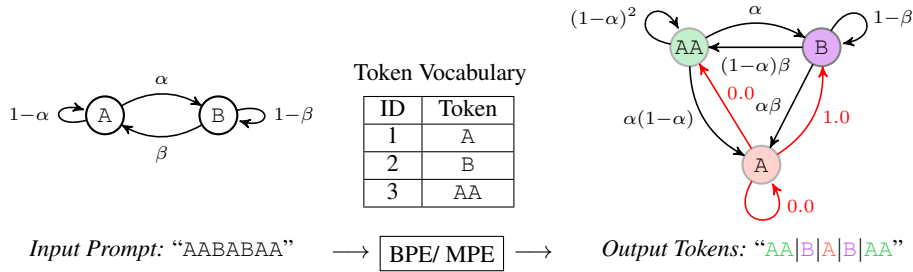 1−α
A
α
β
B
1−β
Token Vocabulary
ID Token
1 A
2 B
3 AA
(1−α)²
AA
α
B
1−β
(1−α)β
0.0
αβ
1.0
α(1−α)
A
0.0
Input Prompt: “AABABAA” → BPE/ MPE → Output Tokens: “AA|B|A|B|AA”